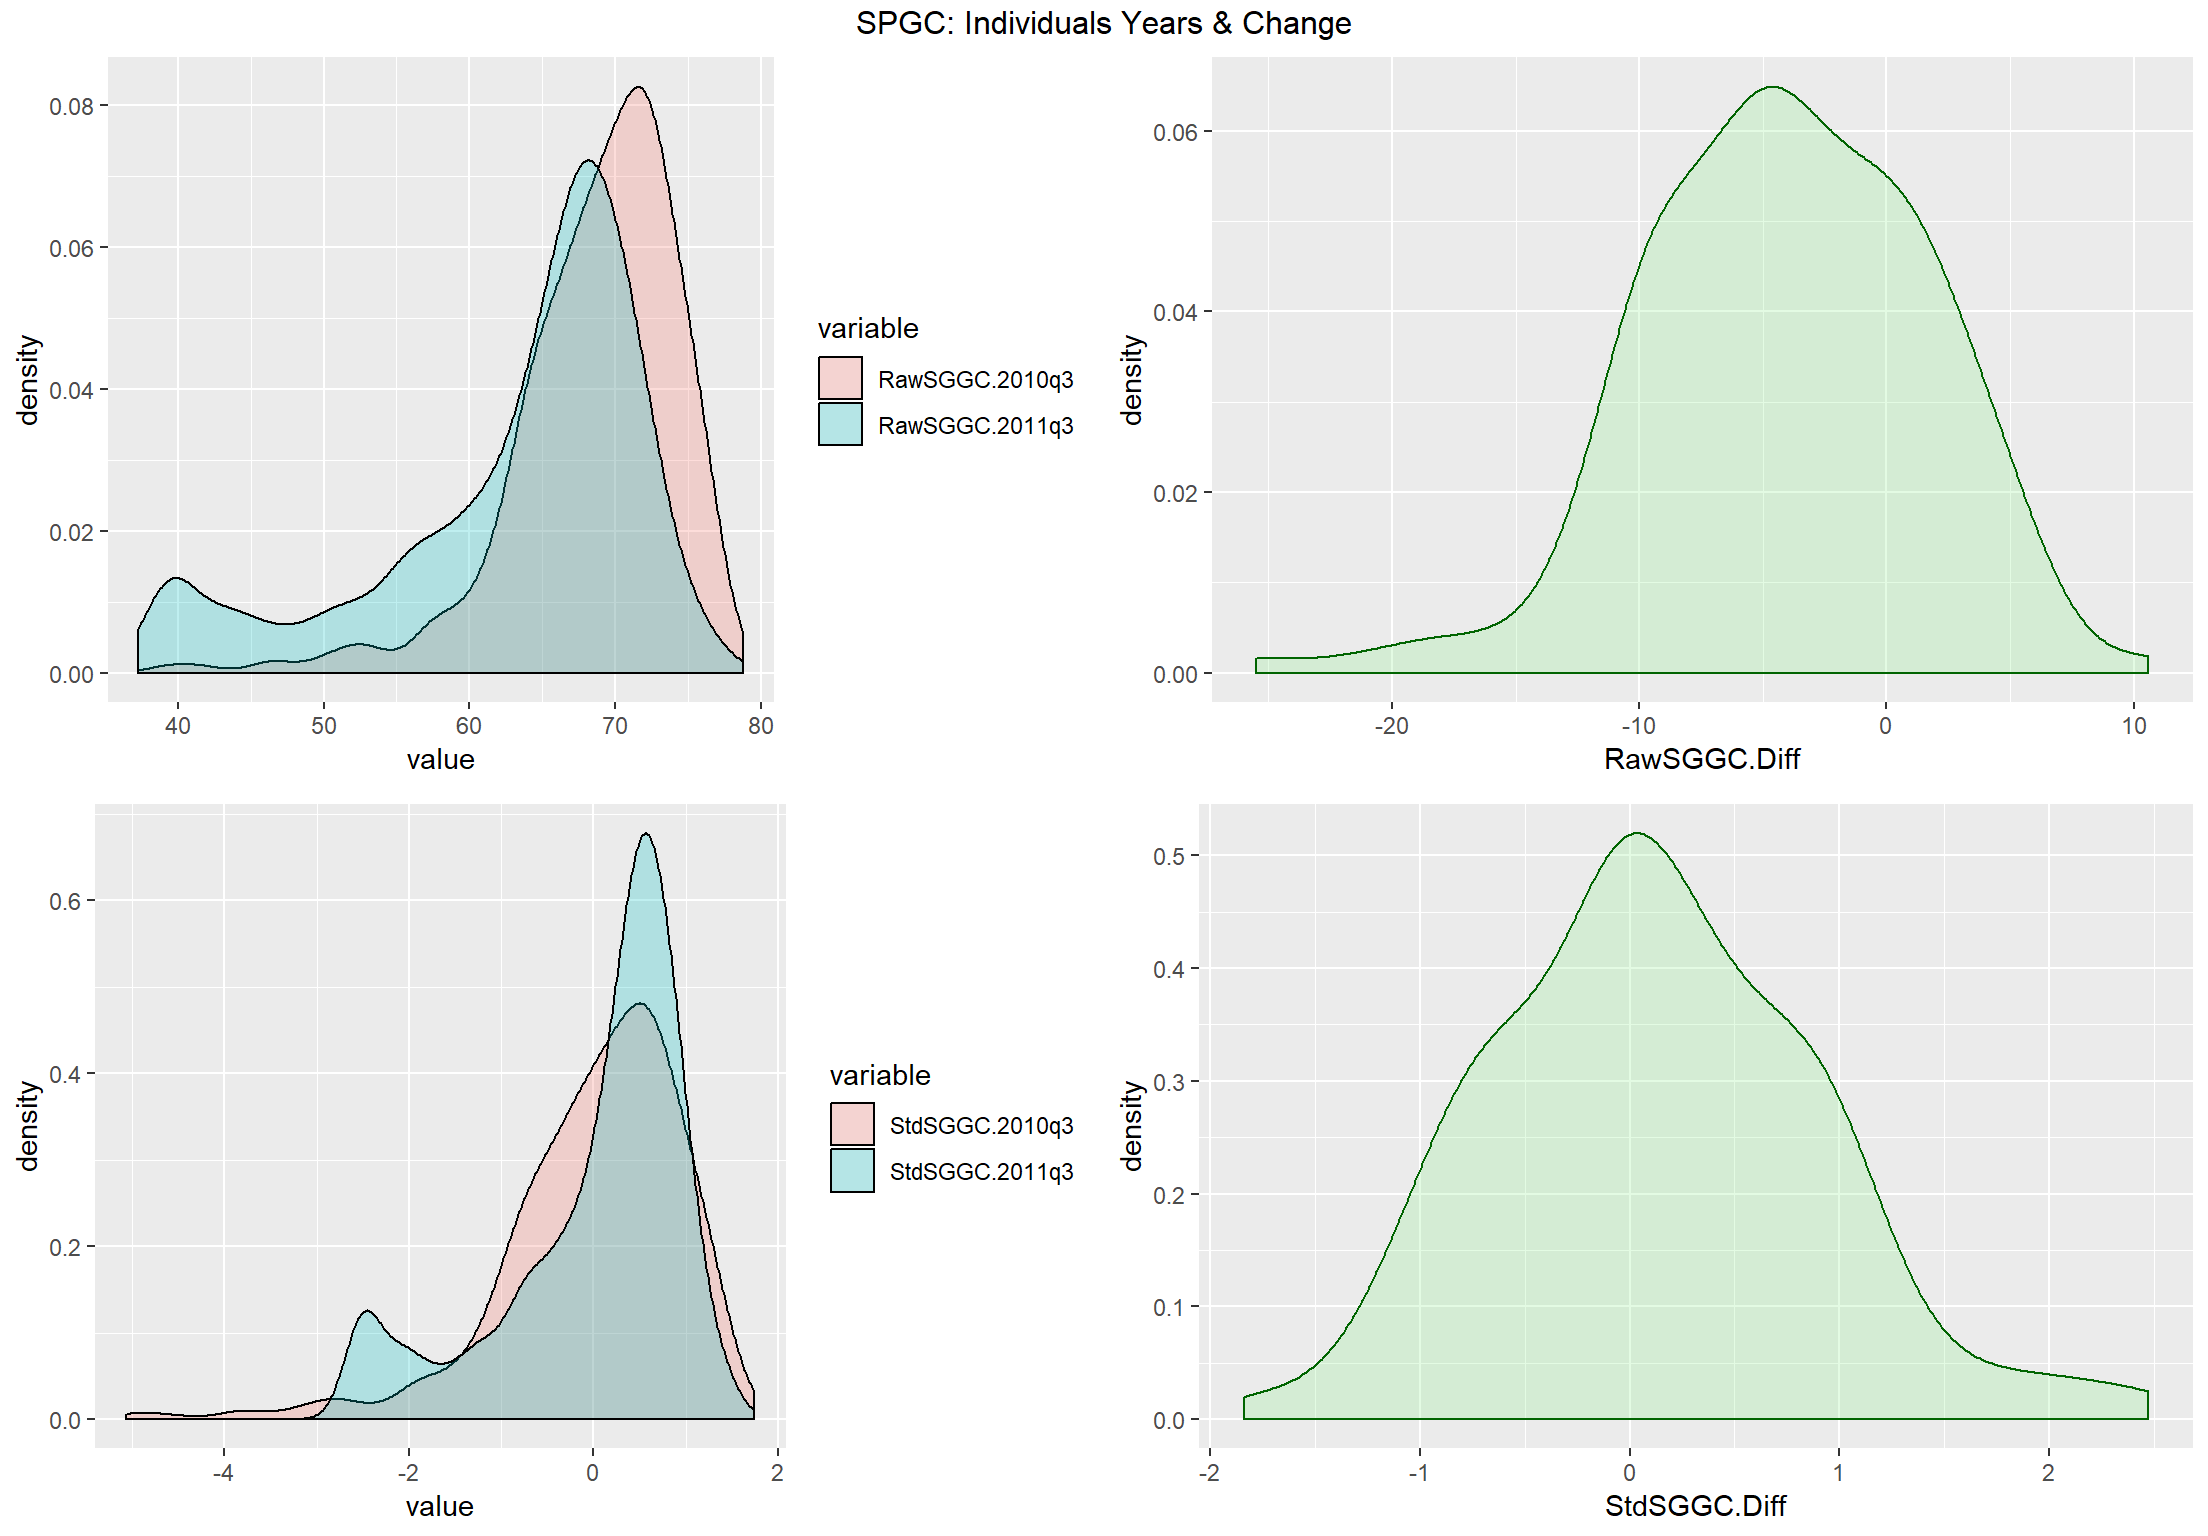 SPGC: Individuals Years & Change
0.08
0.06
0.04
0.02
0.00
density
40 50 60 70 80
value
variable
RawSGGC.2010q3
RawSGGC.2011q3
0.06
0.04
0.02
0.00
density
-20 -10 0 10
RawSGGC.Diff
0.6
0.4
0.2
0.0
density
-4 -2 0 2
value
variable
StdSGGC.2010q3
StdSGGC.2011q3
0.5
0.4
0.3
0.2
0.1
0.0
density
-2 -1 0 1 2
StdSGGC.Diff